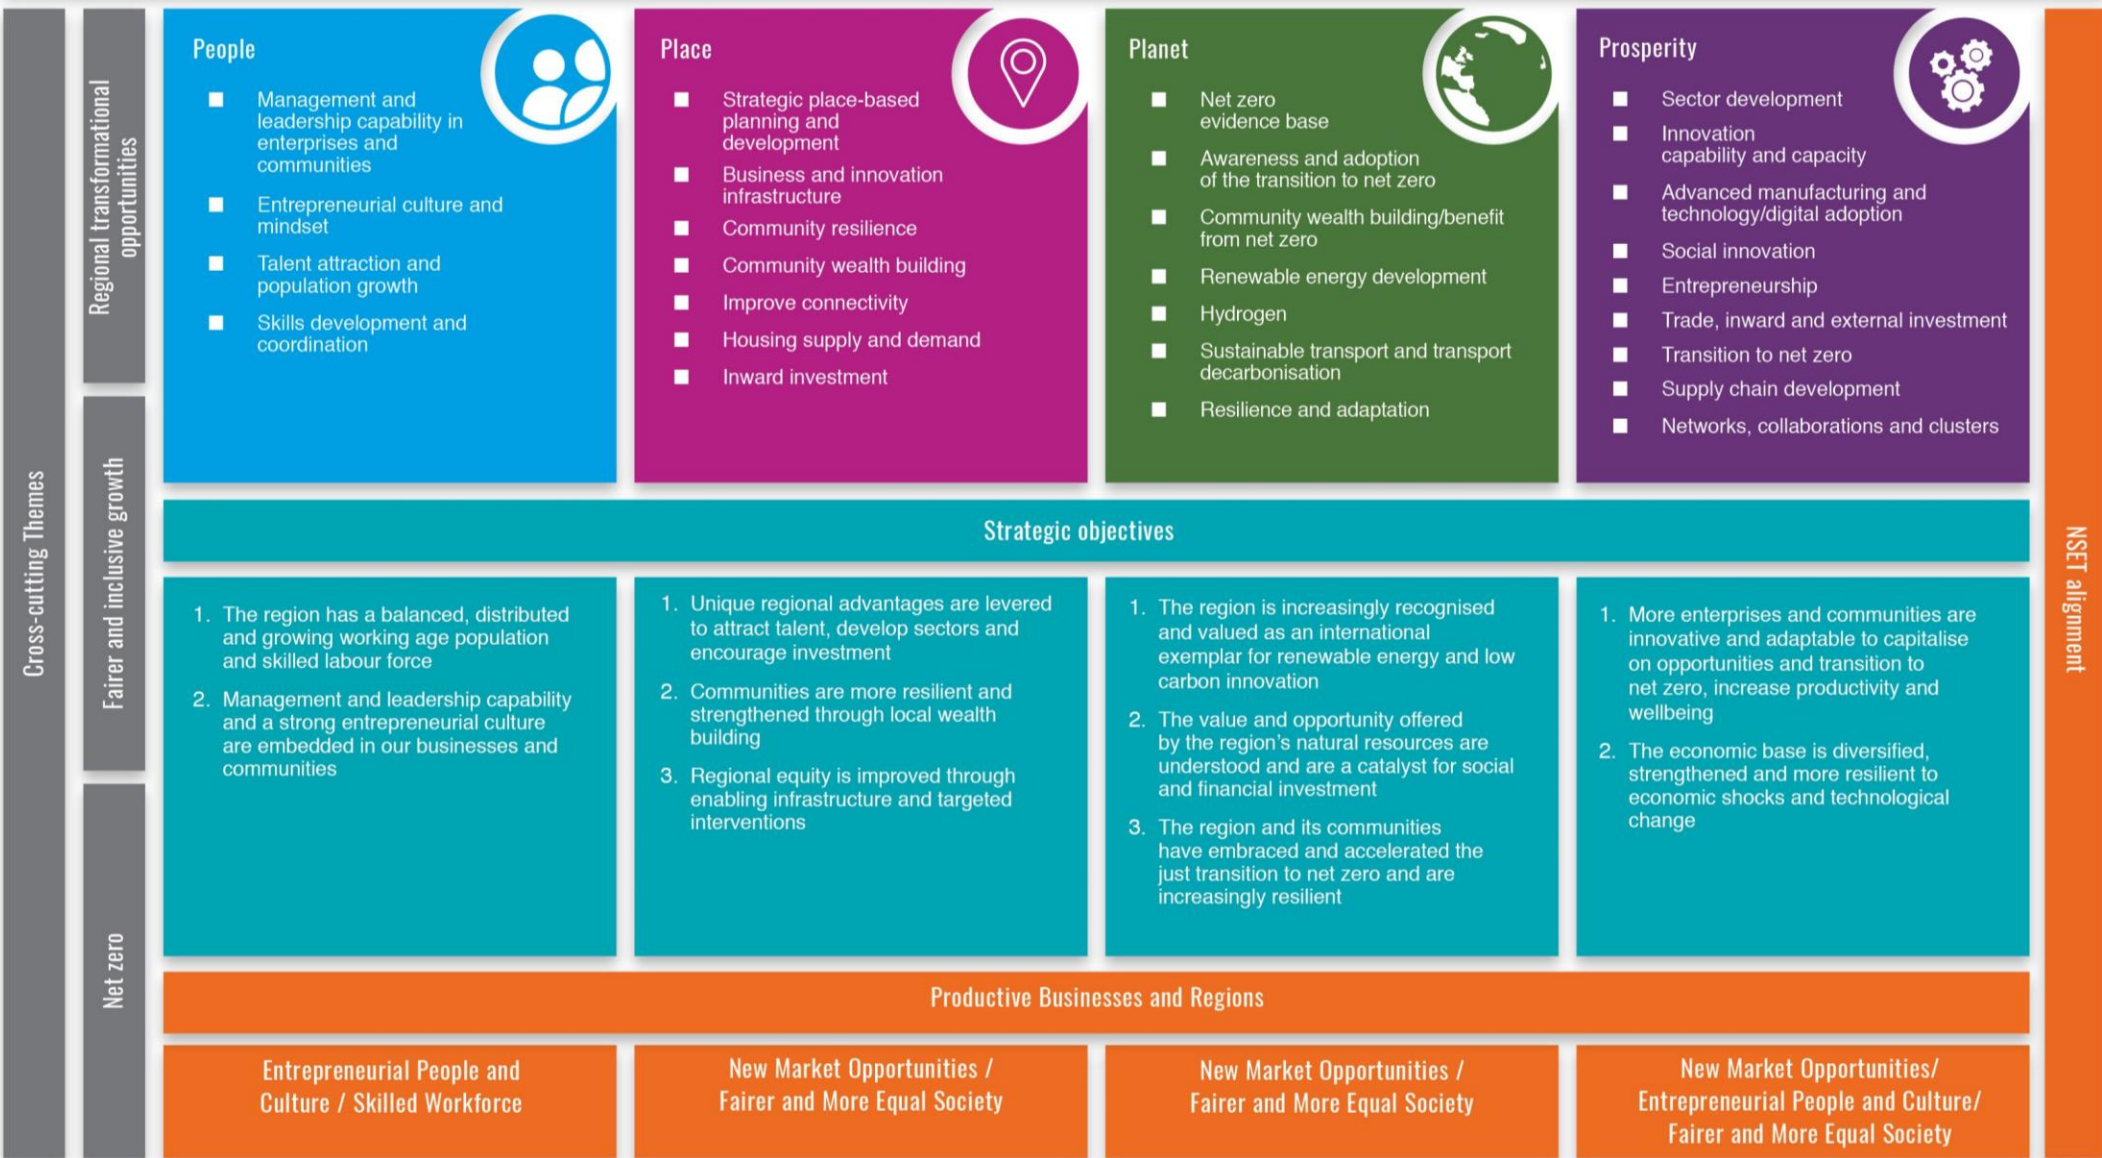 Cross-cutting Themes
Regional transformational
opportunities
Fairer and inclusive growth
Net zero
People
Management and
leadership capability in
enterprises and
communities
Entrepreneurial culture and
mindset
Talent attraction and
population growth
Skills development and
coordination
Place
Strategic place-based
planning and
development
Business and innovation
infrastructure
Community resilience
Community wealth building
Improve connectivity
Housing supply and demand
Inward investment
Planet
Net zero
evidence base
Awareness and adoption
of the transition to net zero
Community wealth building/benefit
from net zero
Renewable energy development
Hydrogen
Sustainable transport and transport
decarbonisation
Resilience and adaptation
Prosperity
Sector development
Innovation
capability and capacity
Advanced manufacturing and
technology/digital adoption
Social innovation
Entrepreneurship
Trade, inward and external investment
Transition to net zero
Supply chain development
Networks, collaborations and clusters
Strategic objectives
1. The region has a balanced, distributed
and growing working age population
and skilled labour force
2. Management and leadership capability
and a strong entrepreneurial culture
are embedded in our businesses and
communities
1. Unique regional advantages are levered
to attract talent, develop sectors and
encourage investment
2. Communities are more resilient and
strengthened through local wealth
building
3. Regional equity is improved through
enabling infrastructure and targeted
interventions
1. The region is increasingly recognised
and valued as an international
exemplar for renewable energy and low
carbon innovation
2. The value and opportunity offered
by the region's natural resources are
understood and are a catalyst for social
and financial investment
3. The region and its communities
have embraced and accelerated the
just transition to net zero and are
increasingly resilient
1. More enterprises and communities are
innovative and adaptable to capitalise
on opportunities and transition to
net zero, increase productivity and
wellbeing
2. The economic base is diversified,
strengthened and more resilient to
economic shocks and technological
change
Productive Businesses and Regions
Entrepreneurial People and
Culture / Skilled Workforce
New Market Opportunities /
Fairer and More Equal Society
New Market Opportunities /
Fairer and More Equal Society
New Market Opportunities/
Entrepreneurial People and Culture/
Fairer and More Equal Society
NSET alignment